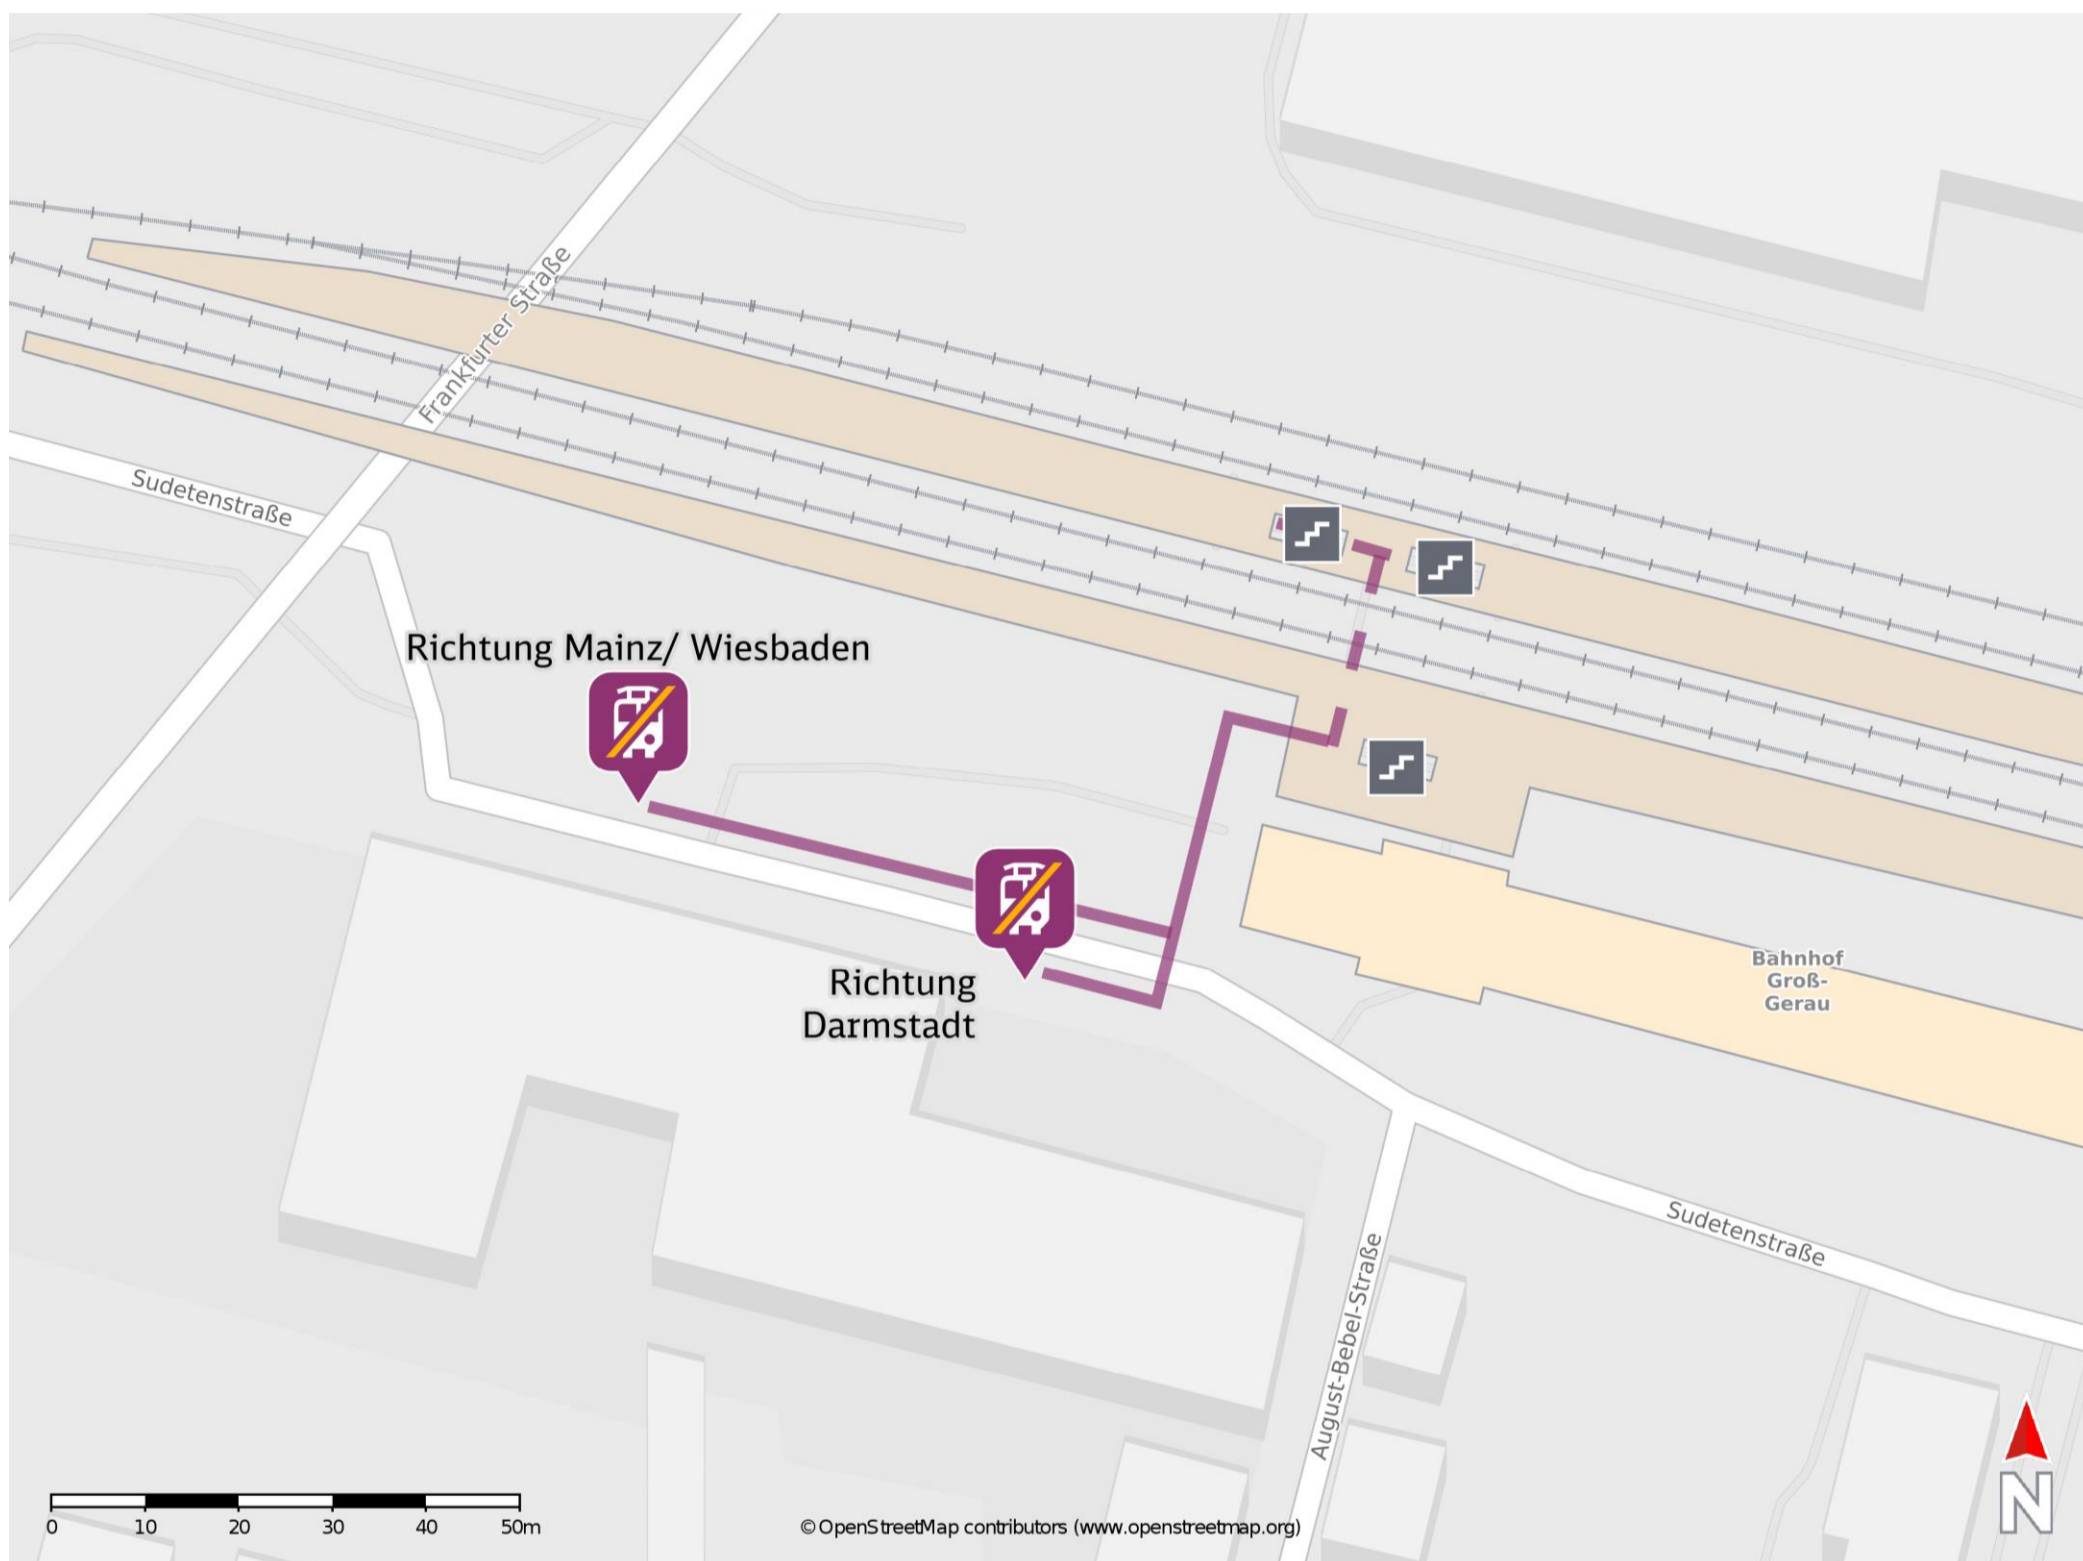 Frankfurter Straße
Sudetenstraße
Richtung Mainz/ Wiesbaden
Richtung
Darmstadt
Bahnhof
Groß-
Gerau
Sudetenstraße
August-Bebel-Straße
0 10 20 30 40 50m
© OpenStreetMap contributors (www.openstreetmap.org)
N